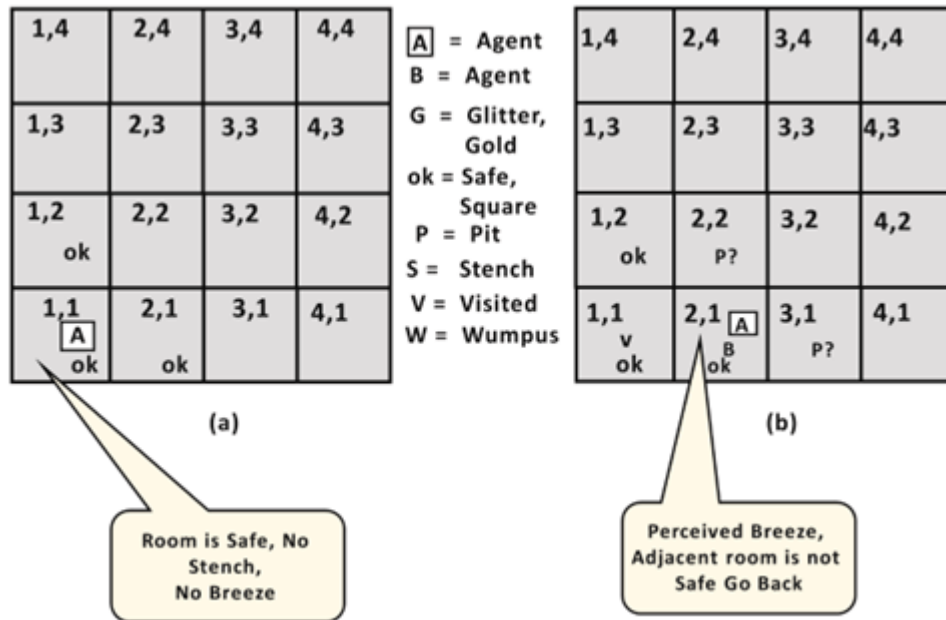 1,4 2,4 3,4 4,4
1,3 2,3 3,3 4,3
1,2 2,2 3,2 4,2
ok
1,1 2,1 3,1 4,1
A
ok ok
(a)
Room is Safe, No
Stench,
No Breeze
A = Agent
B = Agent
G = Glitter,
Gold
ok = Safe,
Square
P = Pit
S = Stench
V = Visited
W = Wumpus
1,4 2,4 3,4 4,4
1,3 2,3 3,3 4,3
1,2 2,2 3,2 4,2
ok P?
1,1 2,1 A 3,1 4,1
v B P?
ok ok
(b)
Perceived Breeze,
Adjacent room is not
Safe Go Back